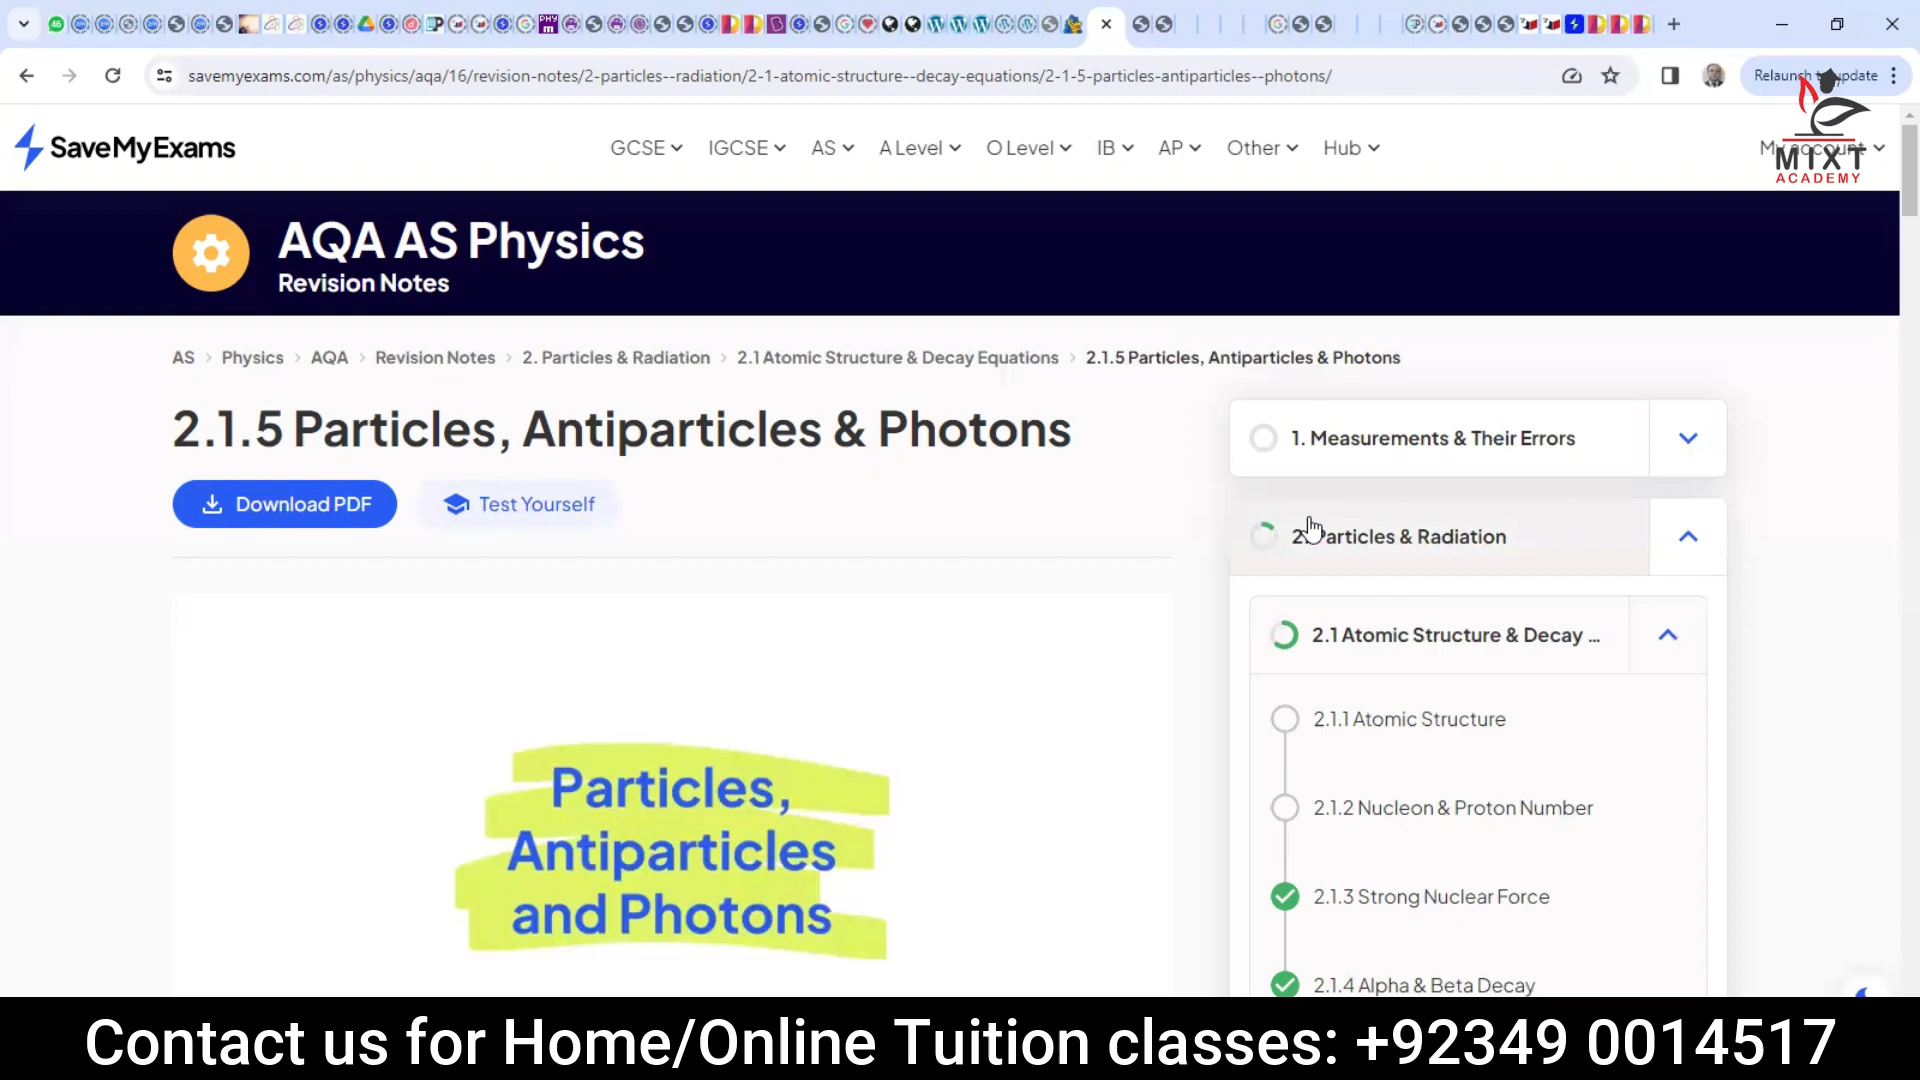 savemyexams.com/as/physics/aqa/16/revision-notes/2-particles--radiation/2-1-atomic-structure--decay-equations/2-1-5-particles-antiparticles--photons/
Relaunch to update
SaveMyExams
GCSE
IGCSE
AS
A Level
O Level
IB
AP
Other
Hub
My account
MIXT
ACADEMY
AQA AS Physics
Revision Notes
AS > Physics > AQA > Revision Notes > 2. Particles & Radiation > 2.1 Atomic Structure & Decay Equations > 2.1.5 Particles, Antiparticles & Photons
2.1.5 Particles, Antiparticles & Photons
Download PDF
Test Yourself
1. Measurements & Their Errors
2. Particles & Radiation
2.1 Atomic Structure & Decay ...
2.1.1 Atomic Structure
2.1.2 Nucleon & Proton Number
2.1.3 Strong Nuclear Force
2.1.4 Alpha & Beta Decay
Particles,
Antiparticles
and Photons
Contact us for Home/Online Tuition classes: +92349 0014517